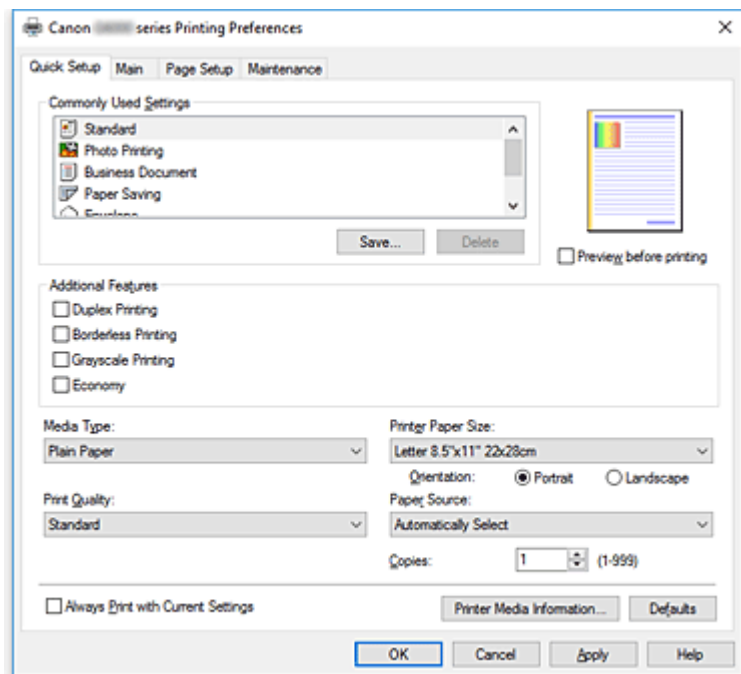 Canon series Printing Preferences
Quick Setup Main Page Setup Maintenance
Commonly Used Settings
Standard
Photo Printing
Business Document
Paper Saving
Envelope
Save... Delete
Preview before printing
Additional Features
Duplex Printing
Borderless Printing
Grayscale Printing
Economy
Media Type: Printer Paper Size:
Plain Paper Letter 8.5"x11" 22x28cm
Orientation: Portrait Landscape
Print Quality: Paper Source:
Standard Automatically Select
Copies: 1 (1-999)
Always Print with Current Settings Printer Media Information... Defaults
OK Cancel Apply Help